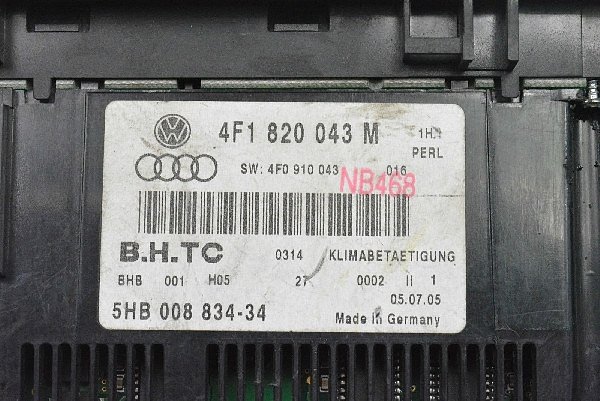 4F1 820 043 M 1H1
PERL
SW: 4F0 910 043 016
NB468
B.H.TC 0314 KLIMABETAETIGUNG
BHB 001 H05 27 0002 II 1
05.07.05
5HB 008 834-34 Made in Germany